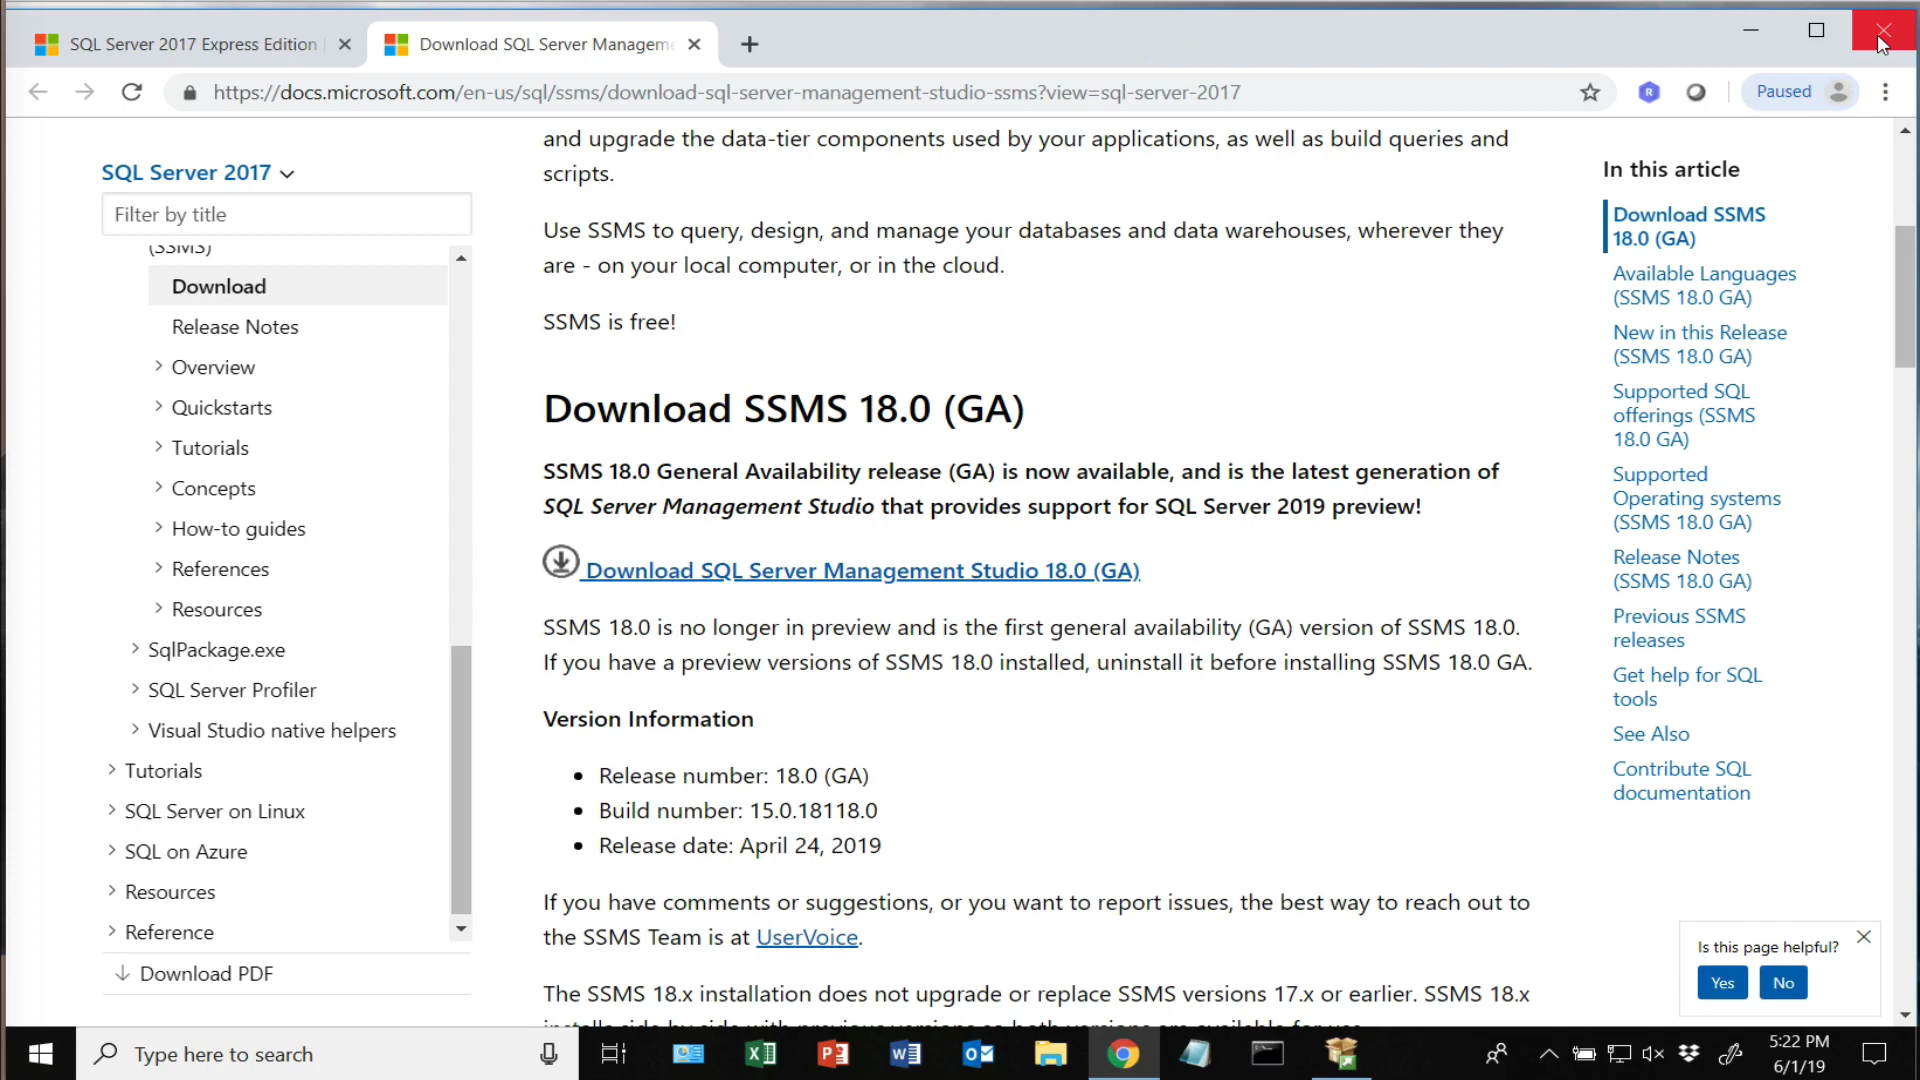 SQL Server 2017 Express Edition
Download SQL Server Managem
https://docs.microsoft.com/en-us/sql/ssms/download-sql-server-management-studio-ssms?view=sql-server-2017
Paused
SQL Server 2017
Filter by title
(SSMS)
Download
Release Notes
Overview
Quickstarts
Tutorials
Concepts
How-to guides
References
Resources
SqlPackage.exe
SQL Server Profiler
Visual Studio native helpers
Tutorials
SQL Server on Linux
SQL on Azure
Resources
Reference
Download PDF
and upgrade the data-tier components used by your applications, as well as build queries and
scripts.
Use SSMS to query, design, and manage your databases and data warehouses, wherever they
are - on your local computer, or in the cloud.
SSMS is free!
Download SSMS 18.0 (GA)
SSMS 18.0 General Availability release (GA) is now available, and is the latest generation of
SQL Server Management Studio that provides support for SQL Server 2019 preview!
Download SQL Server Management Studio 18.0 (GA)
SSMS 18.0 is no longer in preview and is the first general availability (GA) version of SSMS 18.0.
If you have a preview versions of SSMS 18.0 installed, uninstall it before installing SSMS 18.0 GA.
Version Information
• Release number: 18.0 (GA)
• Build number: 15.0.18118.0
• Release date: April 24, 2019
If you have comments or suggestions, or you want to report issues, the best way to reach out to
the SSMS Team is at UserVoice.
The SSMS 18.x installation does not upgrade or replace SSMS versions 17.x or earlier. SSMS 18.x
installs side by side with previous versions so both versions are available for use.
In this article
Download SSMS
18.0 (GA)
Available Languages
(SSMS 18.0 GA)
New in this Release
(SSMS 18.0 GA)
Supported SQL
offerings (SSMS
18.0 GA)
Supported
Operating systems
(SSMS 18.0 GA)
Release Notes
(SSMS 18.0 GA)
Previous SSMS
releases
Get help for SQL
tools
See Also
Contribute SQL
documentation
Is this page helpful?
Yes No
Type here to search
5:22 PM
6/1/19